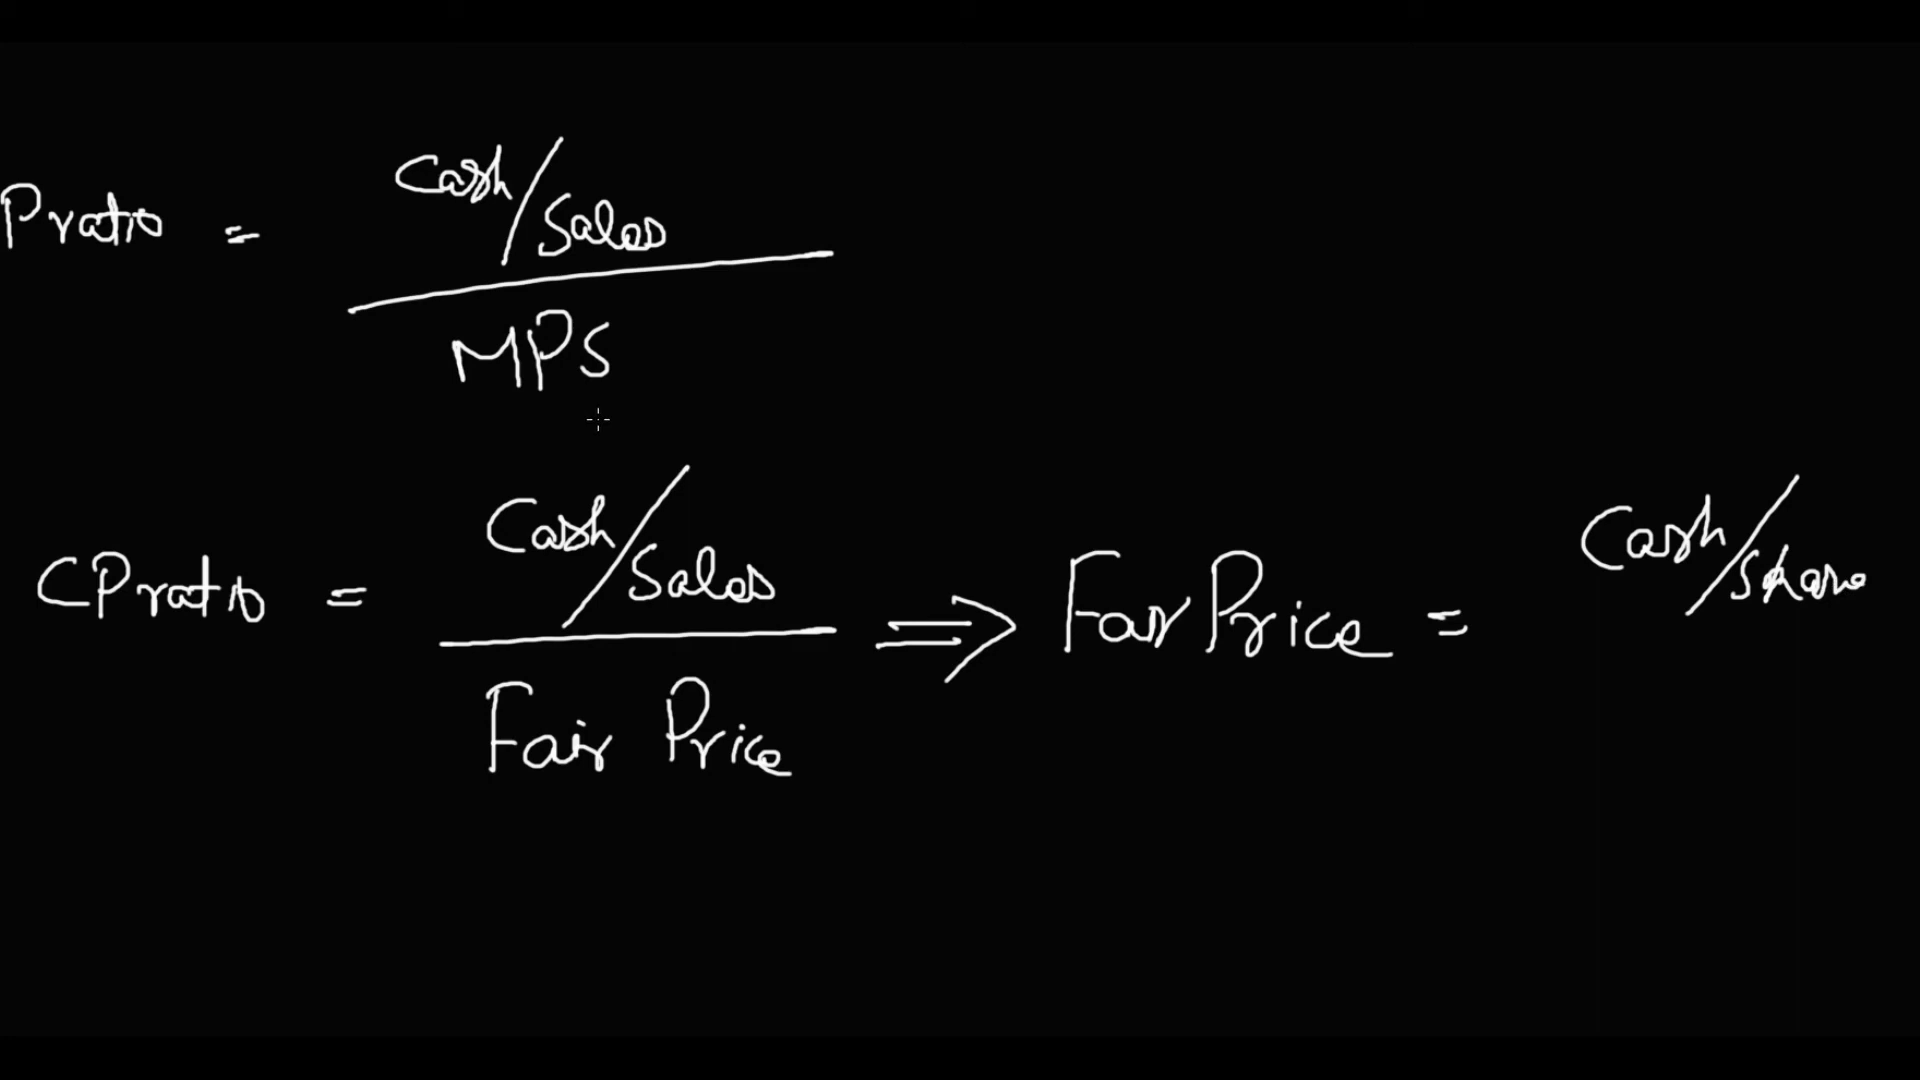 Pratio = Cash/Sales
MPS
CPratio = Cash/Sales ⇒ Fair Price = Cash/Share
Fair Price